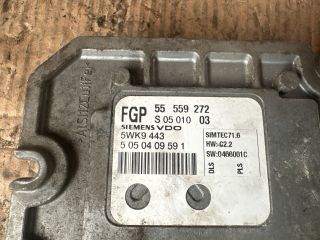 FGP 55 559 272
S 05 010 03
SIEMENS VDO
5WK9 443
5 05 04 09 59 1
SIMTEC71.6
HW: C2.2
SW:0466001C
DLS PLS